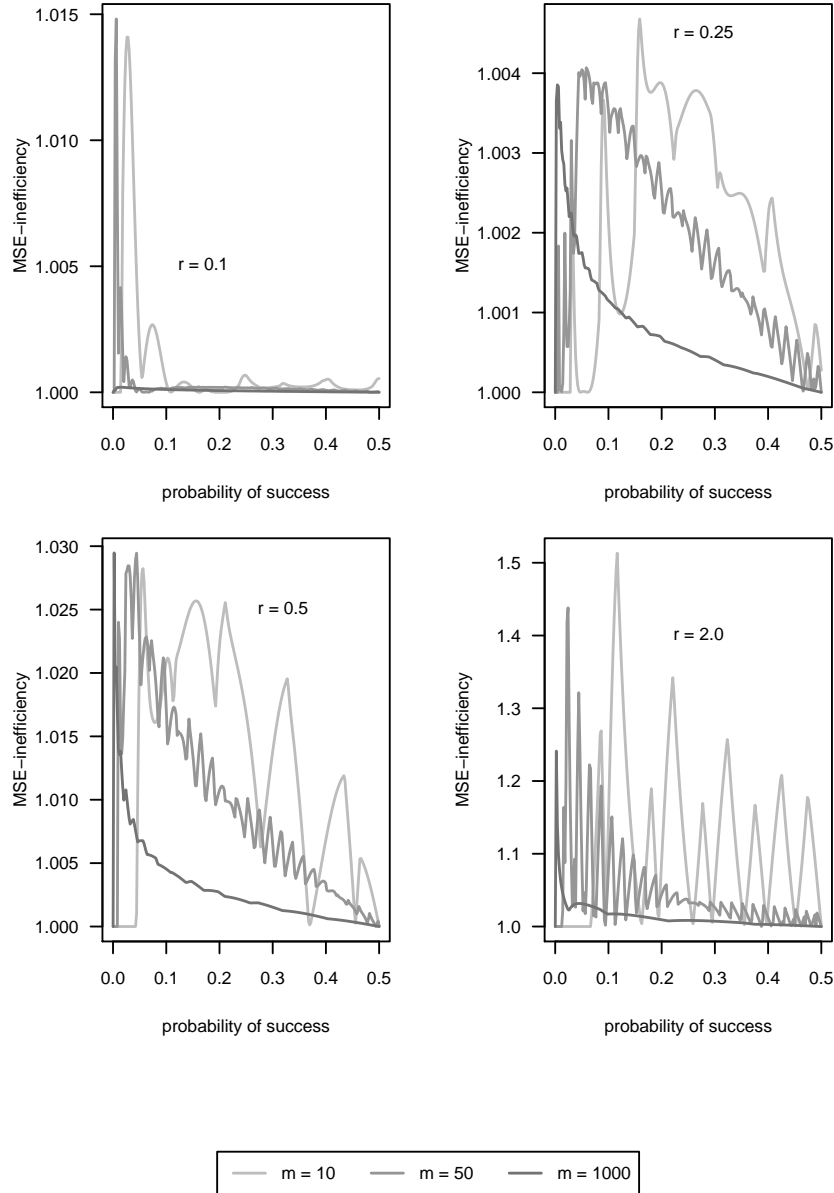 1.015
1.010
1.005
1.000
MSE−inefficiency
r = 0.1
0.0 0.1 0.2 0.3 0.4 0.5
probability of success
1.004
1.003
1.002
1.001
1.000
MSE−inefficiency
r = 0.25
0.0 0.1 0.2 0.3 0.4 0.5
probability of success
1.030
1.025
1.020
1.015
1.010
1.005
1.000
MSE−inefficiency
r = 0.5
0.0 0.1 0.2 0.3 0.4 0.5
probability of success
1.5
1.4
1.3
1.2
1.1
1.0
MSE−inefficiency
r = 2.0
0.0 0.1 0.2 0.3 0.4 0.5
probability of success
m = 10 m = 50 m = 1000